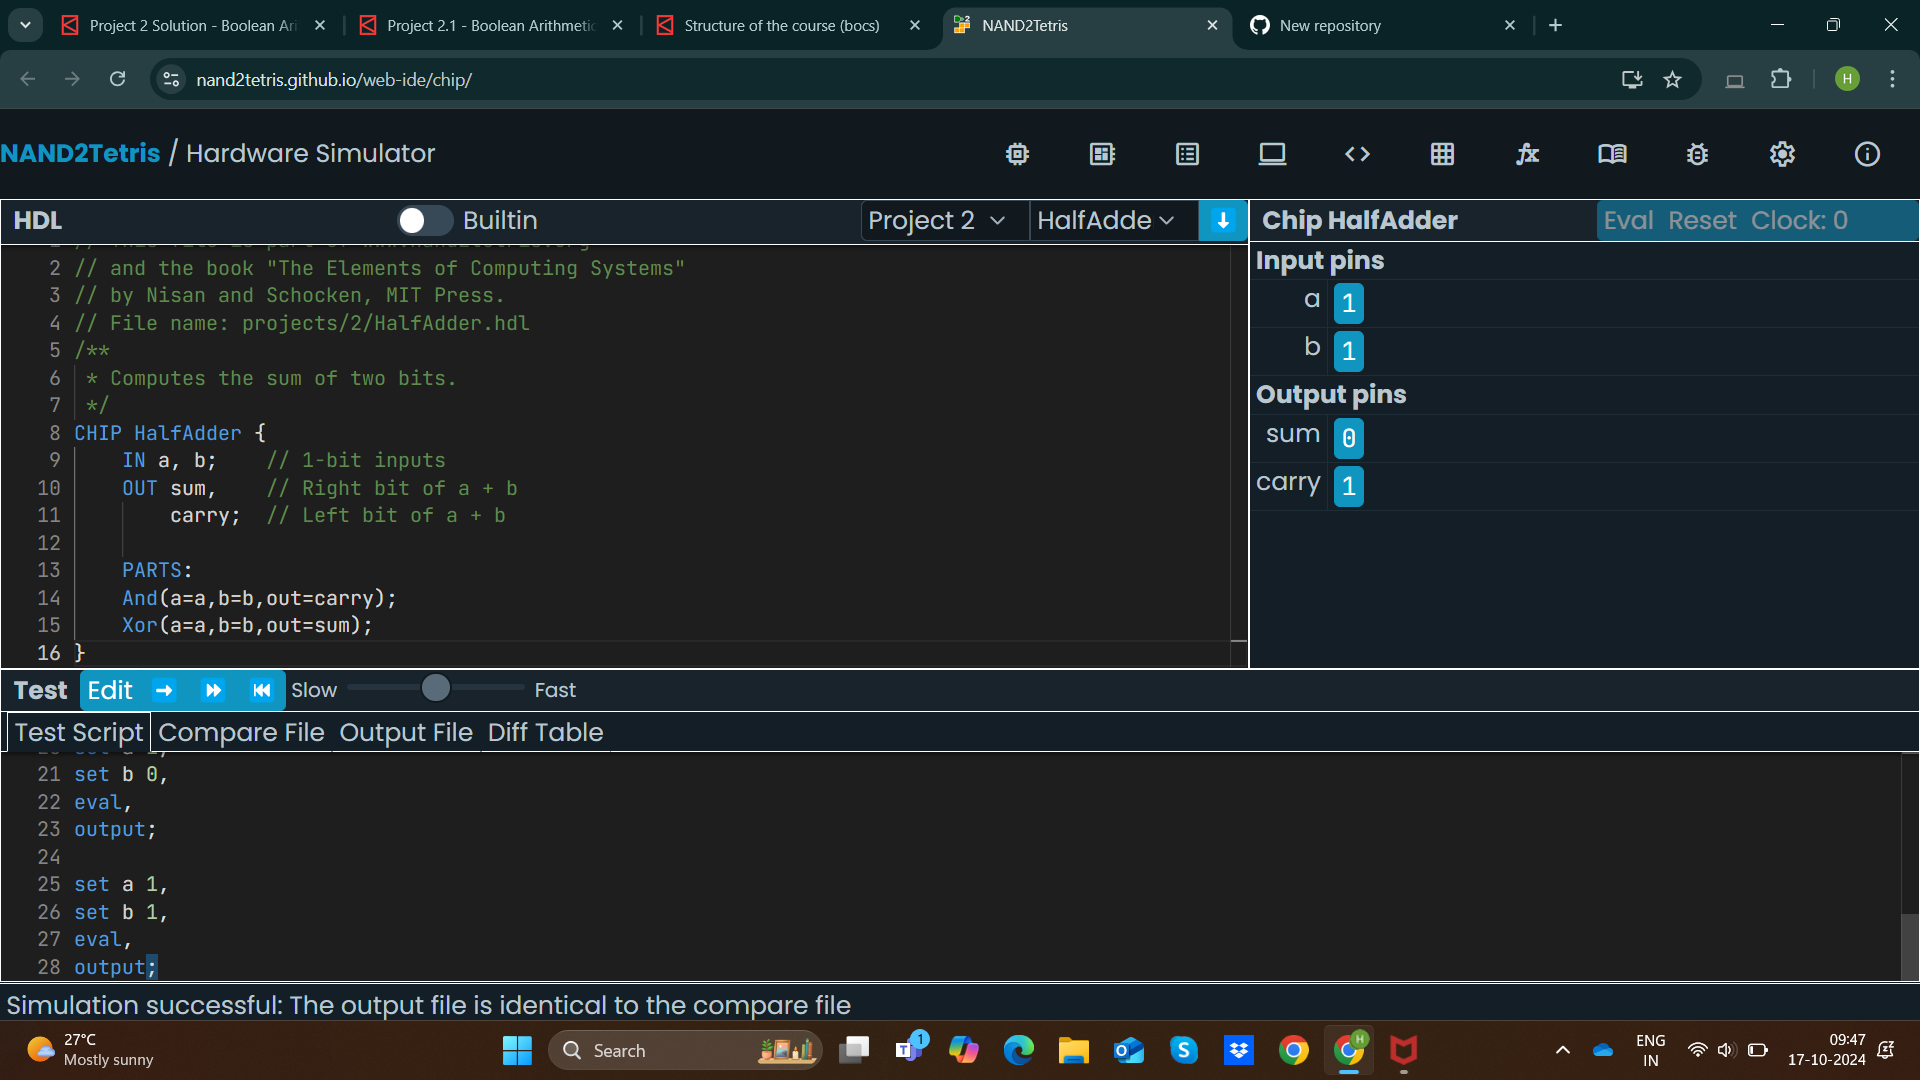 Project 2 Solution - Boolean Ari
Project 2.1 - Boolean Arithmetic
Structure of the course (bocs)
NAND2Tetris
New repository
nand2tetris.github.io/web-ide/chip/
H
NAND2Tetris / Hardware Simulator
HDL
Builtin
Project 2
HalfAdde
Chip HalfAdder
Eval Reset Clock: 0
2 // and the book "The Elements of Computing Systems"
3 // by Nisan and Schocken, MIT Press.
4 // File name: projects/2/HalfAdder.hdl
5 /**
6 * Computes the sum of two bits.
7 */
8 CHIP HalfAdder {
9 IN a, b; // 1-bit inputs
10 OUT sum, // Right bit of a + b
11 carry; // Left bit of a + b
12
13 PARTS:
14 And(a=a,b=b,out=carry);
15 Xor(a=a,b=b,out=sum);
16 }
Input pins
a 1
b 1
Output pins
sum 0
carry 1
Test Edit Slow Fast
Test Script Compare File Output File Diff Table
21 set b 0,
22 eval,
23 output;
24
25 set a 1,
26 set b 1,
27 eval,
28 output;
Simulation successful: The output file is identical to the compare file
27°C
Mostly sunny
Search
1
H
ENG
IN
09:47
17-10-2024